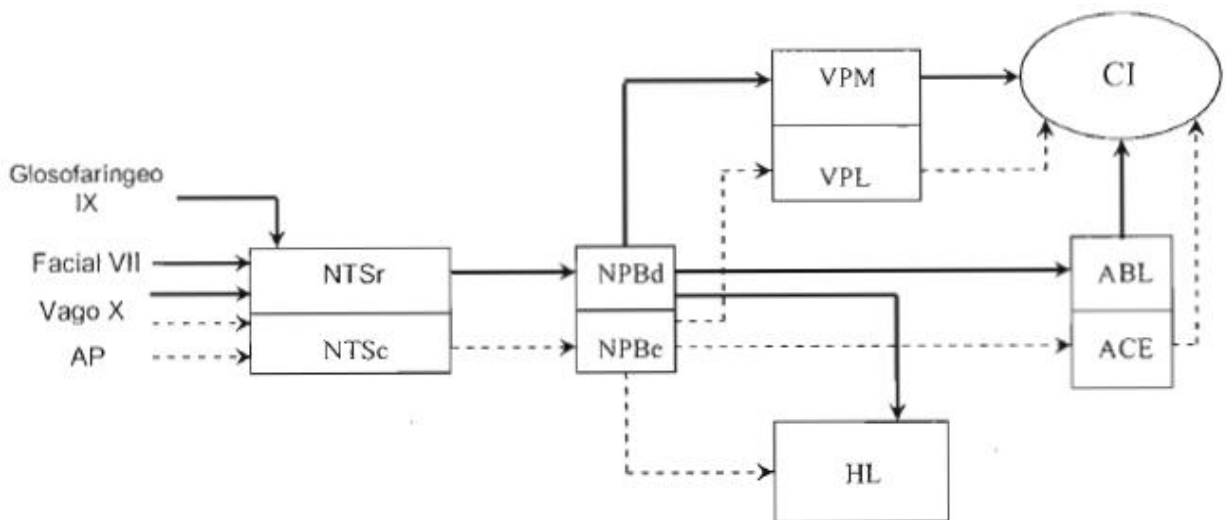 VPM
CI
VPL
Glosofaringeo
IX
Facial VII
Vago X
AP
NTSr
NTSc
NPBd
NPBe
ABL
ACE
HL